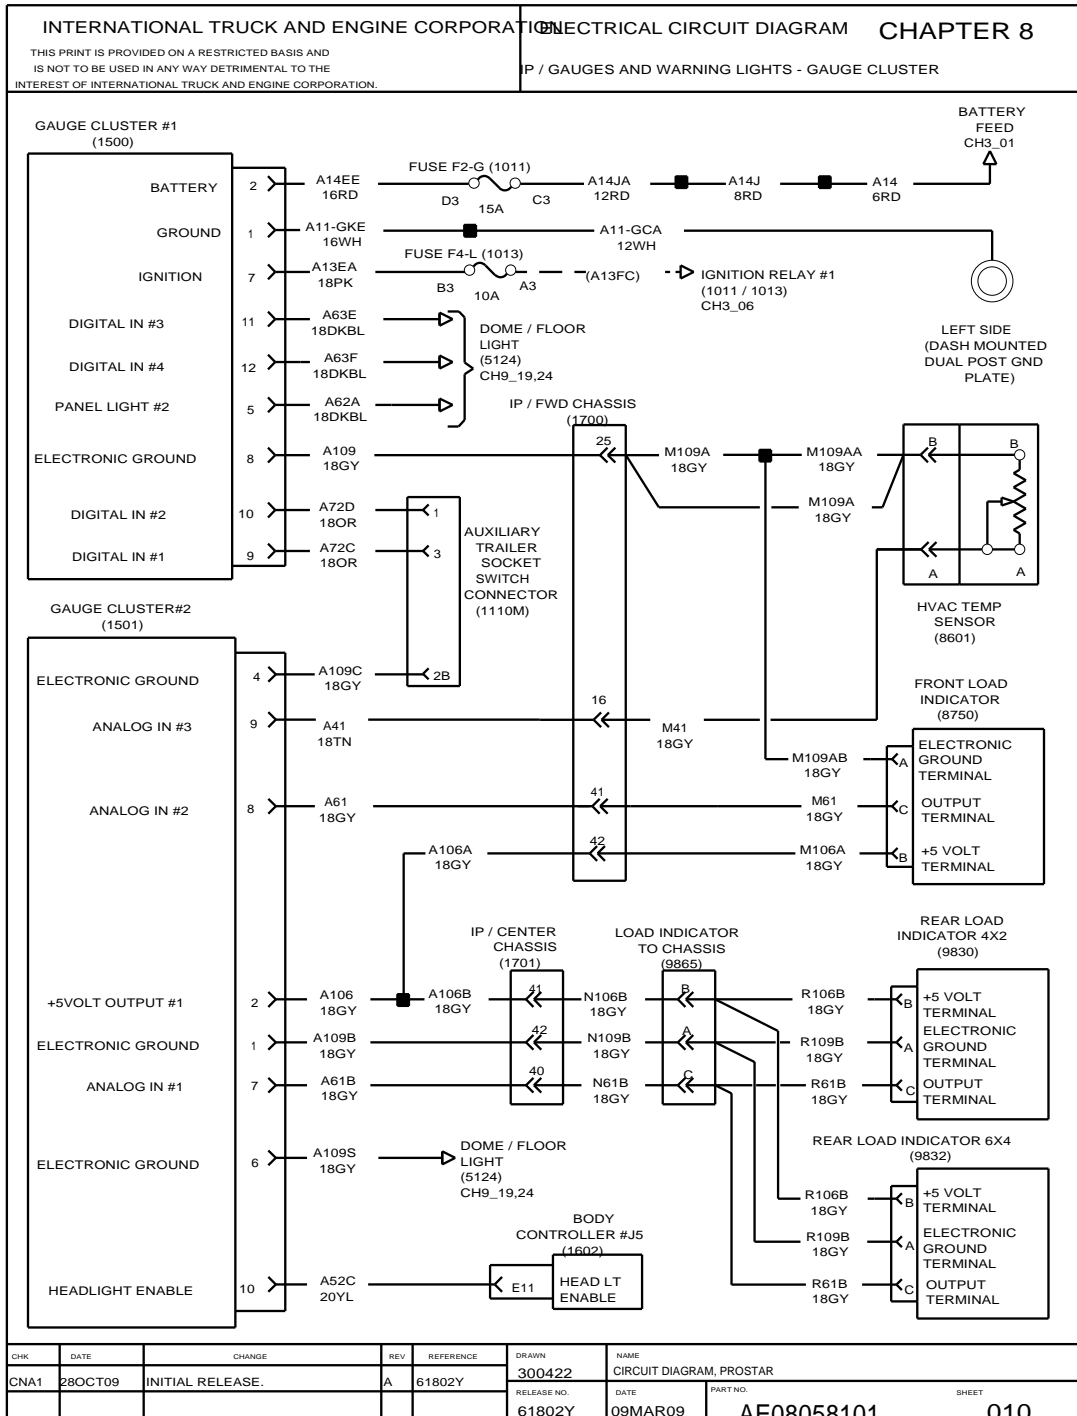 INTERNATIONAL TRUCK AND ENGINE CORPORATION
THIS PRINT IS PROVIDED ON A RESTRICTED BASIS AND
IS NOT TO BE USED IN ANY WAY DETRIMENTAL TO THE
INTEREST OF INTERNATIONAL TRUCK AND ENGINE CORPORATION.
ELECTRICAL CIRCUIT DIAGRAM
CHAPTER 8
IP / GAUGES AND WARNING LIGHTS - GAUGE CLUSTER
GAUGE CLUSTER #1
(1500)
BATTERY
FEED
CH3_01
BATTERY 2 A14EE
16RD
FUSE F2-G (1011)
D3 15A C3
A14JA
12RD
A14J
8RD
A14
6RD
GROUND 1 A11-GKE
16WH
A11-GCA
12WH
IGNITION 7 A13EA
18PK
FUSE F4-L (1013)
B3 10A A3
(A13FC)
IGNITION RELAY #1
(1011 / 1013)
CH3_06
LEFT SIDE
(DASH MOUNTED
DUAL POST GND
PLATE)
DIGITAL IN #3 11 A63E
18DKBL
DIGITAL IN #4 12 A63F
18DKBL
PANEL LIGHT #2 5 A62A
18DKBL
DOME / FLOOR
LIGHT
(5124)
CH9_19,24
IP / FWD CHASSIS
(1700)
ELECTRONIC GROUND 8 A109
18GY
25
M109A
18GY
M109AA
18GY
M109A
18GY
B B
A A
HVAC TEMP
SENSOR
(8601)
DIGITAL IN #2 10 A72D
18OR
1
DIGITAL IN #1 9 A72C
18OR
3
AUXILIARY
TRAILER
SOCKET
SWITCH
CONNECTOR
(1110M)
GAUGE CLUSTER#2
(1501)
ELECTRONIC GROUND 4 A109C
18GY
2B
ANALOG IN #3 9 A41
18TN
16
M41
18GY
FRONT LOAD
INDICATOR
(8750)
M109AB
18GY
A
ELECTRONIC
GROUND
TERMINAL
ANALOG IN #2 8 A61
18GY
41
M61
18GY
C
OUTPUT
TERMINAL
A106A
18GY
42
M106A
18GY
B
+5 VOLT
TERMINAL
IP / CENTER
CHASSIS
(1701)
LOAD INDICATOR
TO CHASSIS
(9865)
REAR LOAD
INDICATOR 4X2
(9830)
+5VOLT OUTPUT #1 2 A106
18GY
A106B
18GY
41
N106B
18GY
B
R106B
18GY
B
+5 VOLT
TERMINAL
ELECTRONIC GROUND 1 A109B
18GY
42
N109B
18GY
A
R109B
18GY
A
ELECTRONIC
GROUND
TERMINAL
ANALOG IN #1 7 A61B
18GY
40
N61B
18GY
C
R61B
18GY
C
OUTPUT
TERMINAL
ELECTRONIC GROUND 6 A109S
18GY
DOME / FLOOR
LIGHT
(5124)
CH9_19,24
REAR LOAD INDICATOR 6X4
(9832)
R106B
18GY
B
+5 VOLT
TERMINAL
R109B
18GY
A
ELECTRONIC
GROUND
TERMINAL
R61B
18GY
C
OUTPUT
TERMINAL
BODY
CONTROLLER #J5
(1602)
HEADLIGHT ENABLE 10 A52C
20YL
E11
HEAD LT
ENABLE
CHK DATE CHANGE REV REFERENCE
CNA1 28OCT09 INITIAL RELEASE. A 61802Y
DRAWN
300422
NAME
CIRCUIT DIAGRAM, PROSTAR
RELEASE NO.
61802Y
DATE
09MAR09
PART NO.
AE08058101
SHEET
010